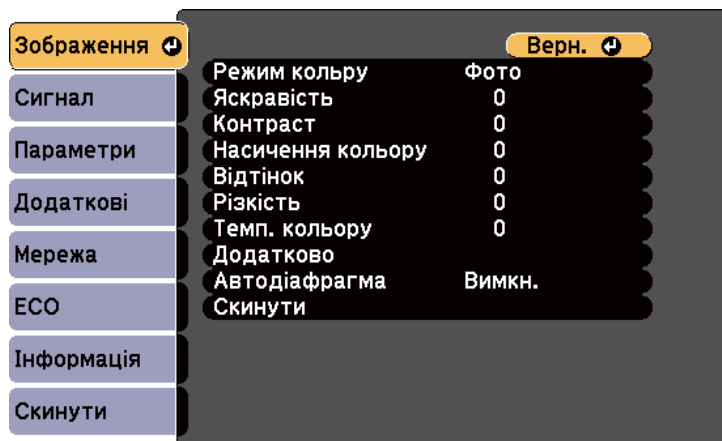 Зображення
Сигнал
Параметри
Додаткові
Мережа
ECO
Інформація
Скинути
Верн.
Режим кольру Фото
Яскравість 0
Контраст 0
Насичення кольору 0
Відтінок 0
Різкість 0
Темп. кольору 0
Додатково
Автодіафрагма Вимкн.
Скинути